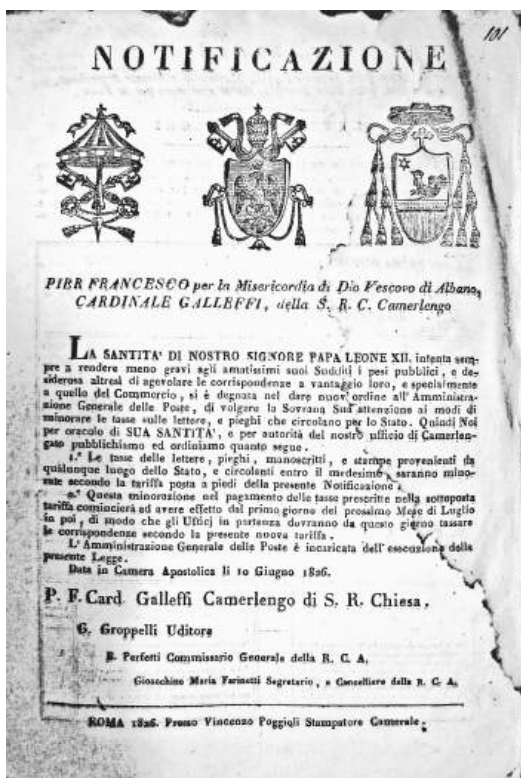 101
NOTIFICAZIONE
PIER FRANCESCO per la Misericordia di Dio Vescovo di Albano,
CARDINALE GALLEFFI, della S. R. C. Camerlengo
LA SANTITA' DI NOSTRO SIGNORE PAPA LEONE XII. intenta sem-
pre a rendere meno gravi agli amatissimi suoi Sudditi i pesi pubblici, e de-
siderosa altresì di agevolare le corrispondenze a vantaggio loro, e specialmente
a quello del Commercio, si è degnata nel dare nuov' ordine all' Amministra-
zione Generale delle Poste, di volgere la Sovrana Sua attenzione ai modi di
minorare le tasse sulle lettere, e pieghi che circolano per lo Stato. Quindi Noi
per oracolo di SUA SANTITA', e per autorità del nostro ufficio di Camerlen-
gato pubblichiamo ed ordiniamo quanto segue.
1.° Le tasse delle lettere, pieghi, manoscritti, e stampe provenienti da
qualunque luogo dello Stato, e circolanti entro il medesimo, saranno mino-
rate secondo la tariffa posta a piedi della presente Notificazione.
2.° Questa minorazione nel pagamento delle tasse prescritte nella sottoposta
tariffa comincierà ad avere effetto dal primo giorno del prossimo Mese di Luglio
in poi, di modo che gli Ufficj in partenza dovranno da questo giorno tassare
le corrispondenze secondo la presente nuova tariffa.
L' Amministrazione Generale delle Poste è incaricata dell' esecuzione della
presente Legge.
Data in Camera Apostolica li 10 Giugno 1826.
P. F. Card. Galleffi Camerlengo di S. R. Chiesa.
G. Groppelli Uditore
B. Perfetti Commissario Generale della R. C. A.
Gioacchino Maria Farinetti Segretario, e Cancelliere della R. C. A.
ROMA 1826. Presso Vincenzo Poggioli Stampatore Camerale.